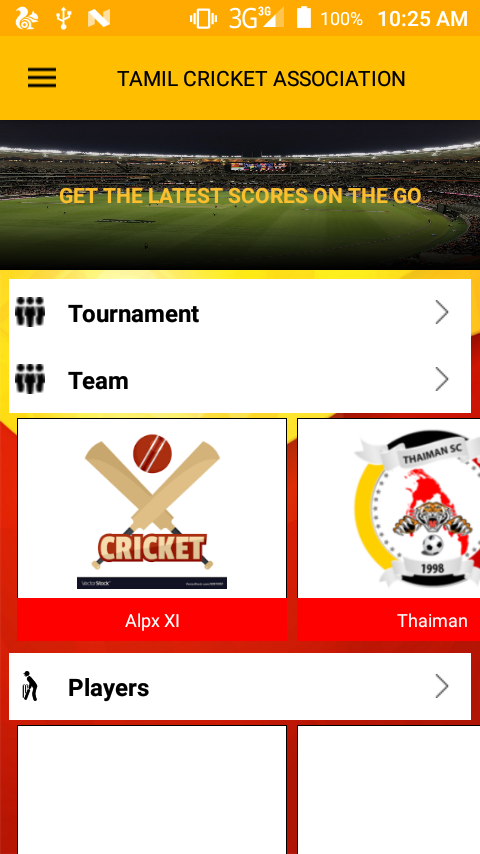 3G 3G 100% 10:25 AM
TAMIL CRICKET ASSOCIATION
GET THE LATEST SCORES ON THE GO
Tournament
Team
CRICKET
VectorStock
THAIMAN SC
1998
Alpx XI
Thaiman
Players